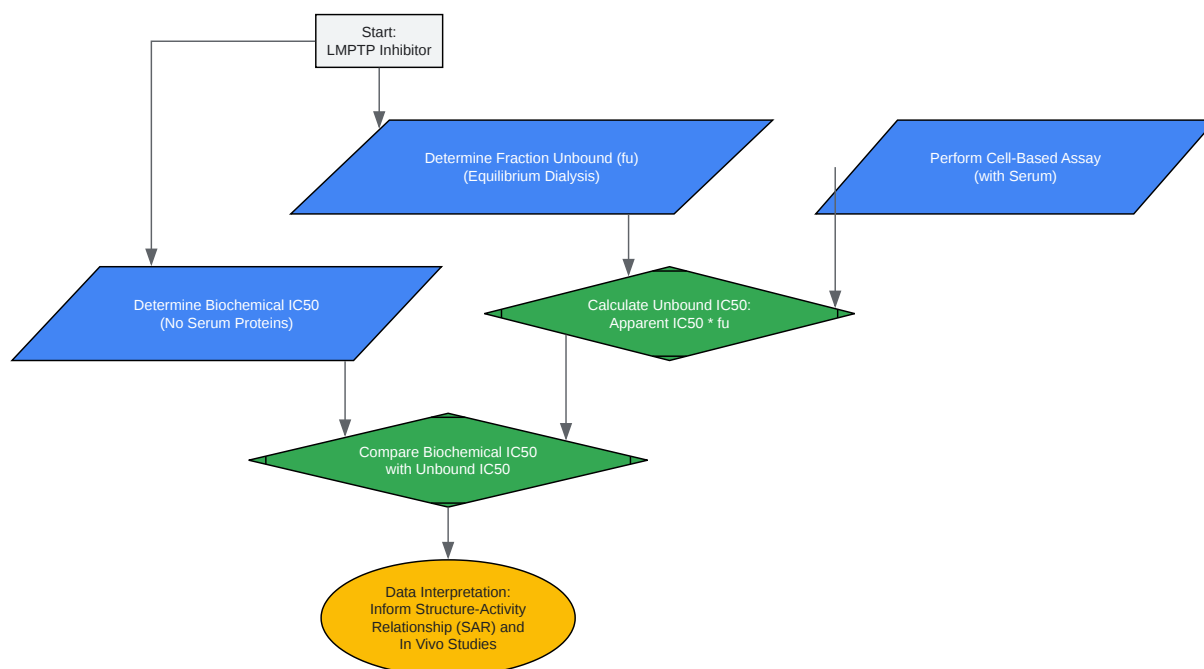 Start:
LMPTP Inhibitor
Determine Fraction Unbound (fu)
(Equilibrium Dialysis)
Perform Cell-Based Assay
(with Serum)
Determine Biochemical IC50
(No Serum Proteins)
Calculate Unbound IC50:
Apparent IC50 * fu
Compare Biochemical IC50
with Unbound IC50
Data Interpretation:
Inform Structure-Activity
Relationship (SAR) and
In Vivo Studies